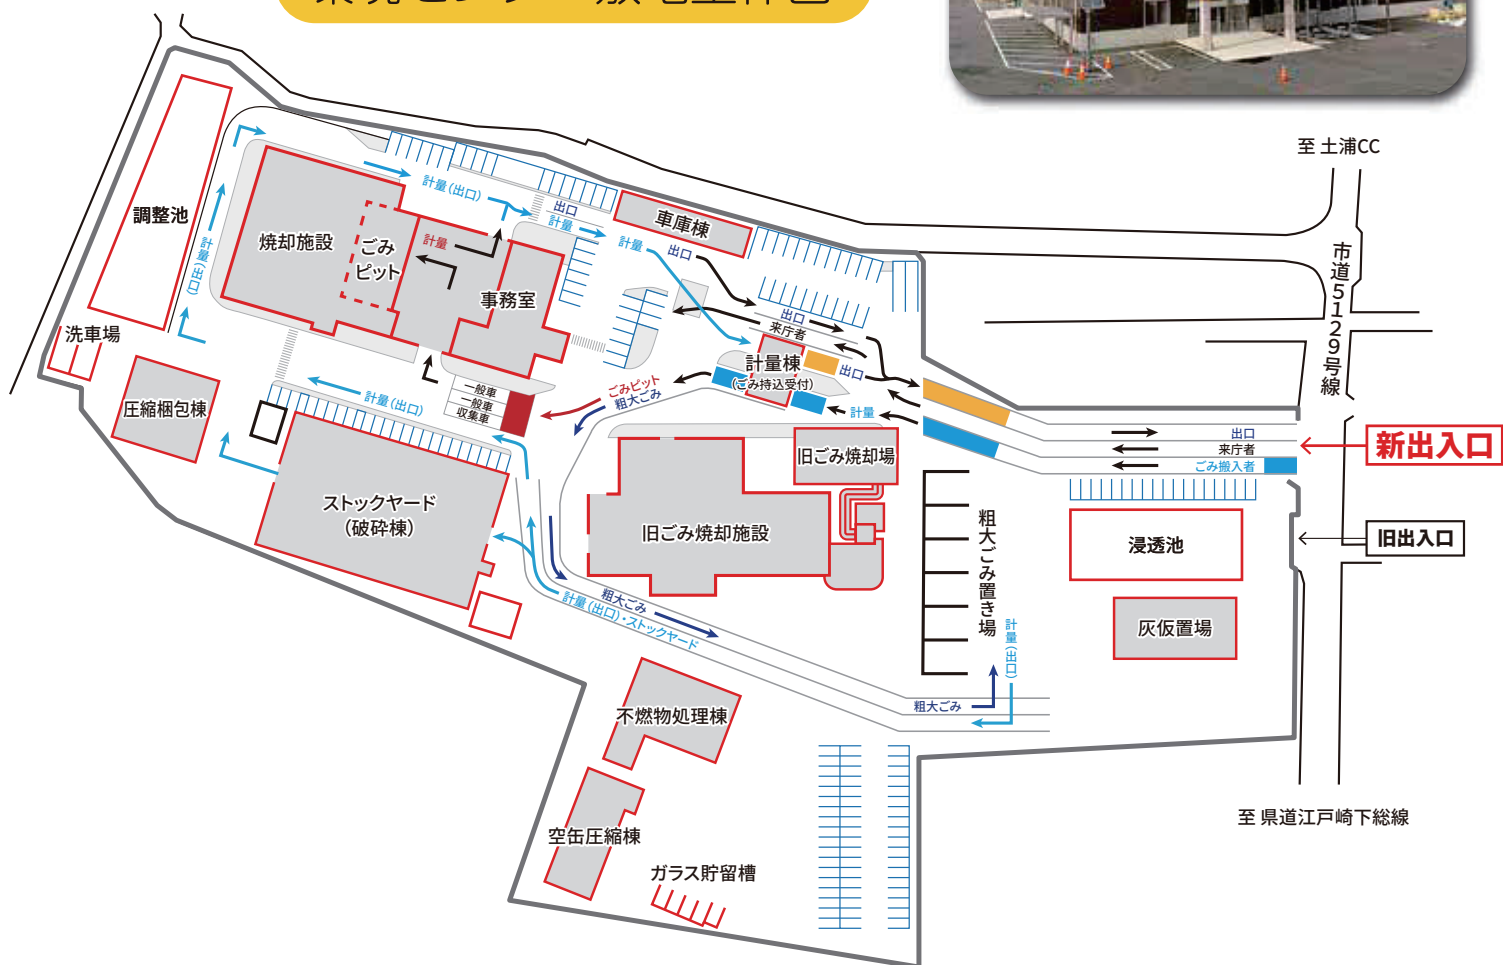 至 土浦CC
市道5129号線
車庫棟
出口
計量
計量(出口)
調整池
焼却施設
ごみ
ピット
計量
事務室
計量
出口
計量(出口)
出口
来庁者
洗車場
計量棟
(ごみ持込受付)
出口
計量
ごみピット
粗大ごみ
一般車
一般車
収集車
計量(出口)
圧縮梱包棟
出口
来庁者
ごみ搬入者
新出入口
旧ごみ焼却場
ストックヤード
(破砕棟)
旧ごみ焼却施設
粗大ごみ置き場
浸透池
旧出入口
粗大ごみ
計量(出口)・ストックヤード
計量(出口)
灰仮置場
粗大ごみ
不燃物処理棟
空缶圧縮棟
ガラス貯留槽
至 県道江戸崎下総線